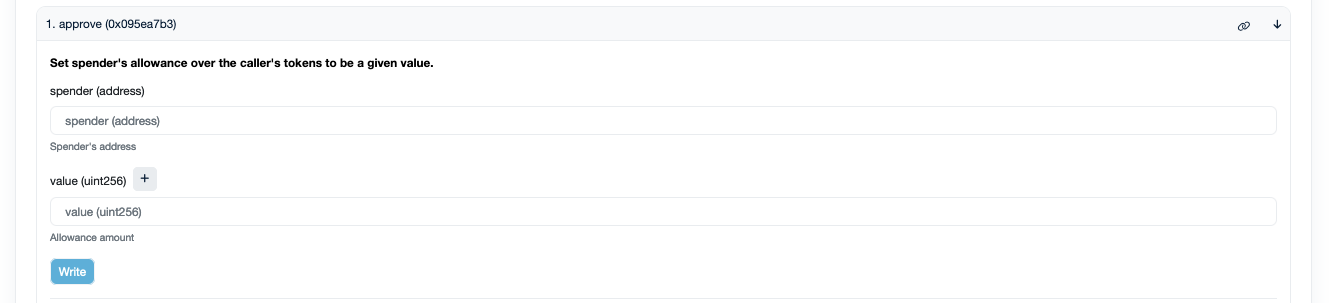 1. approve (0x095ea7b3)
Set spender's allowance over the caller's tokens to be a given value.
spender (address)
spender (address)
Spender's address
value (uint256) +
value (uint256)
Allowance amount
Write